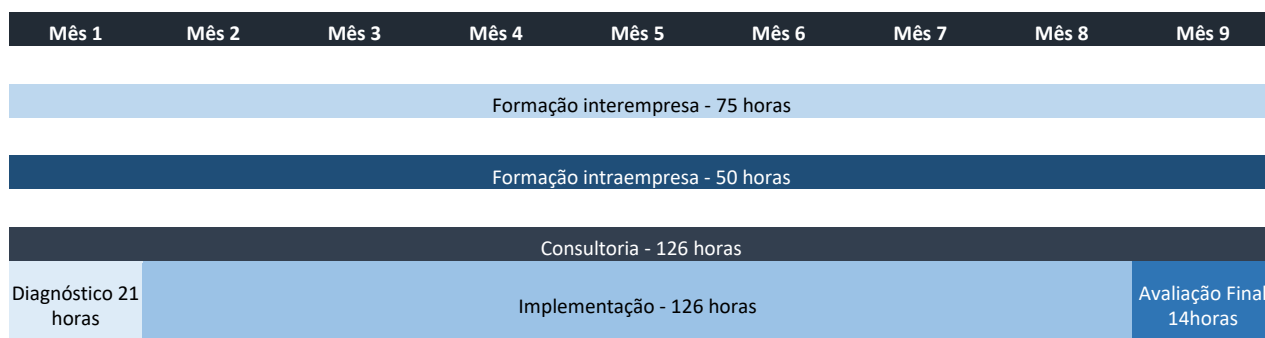 Mês 1 Mês 2 Mês 3 Mês 4 Mês 5 Mês 6 Mês 7 Mês 8 Mês 9
Formação interempresa - 75 horas
Formação intraempresa - 50 horas
Consultoria - 126 horas
Diagnóstico 21
horas
Implementação - 126 horas
Avaliação Final
14horas